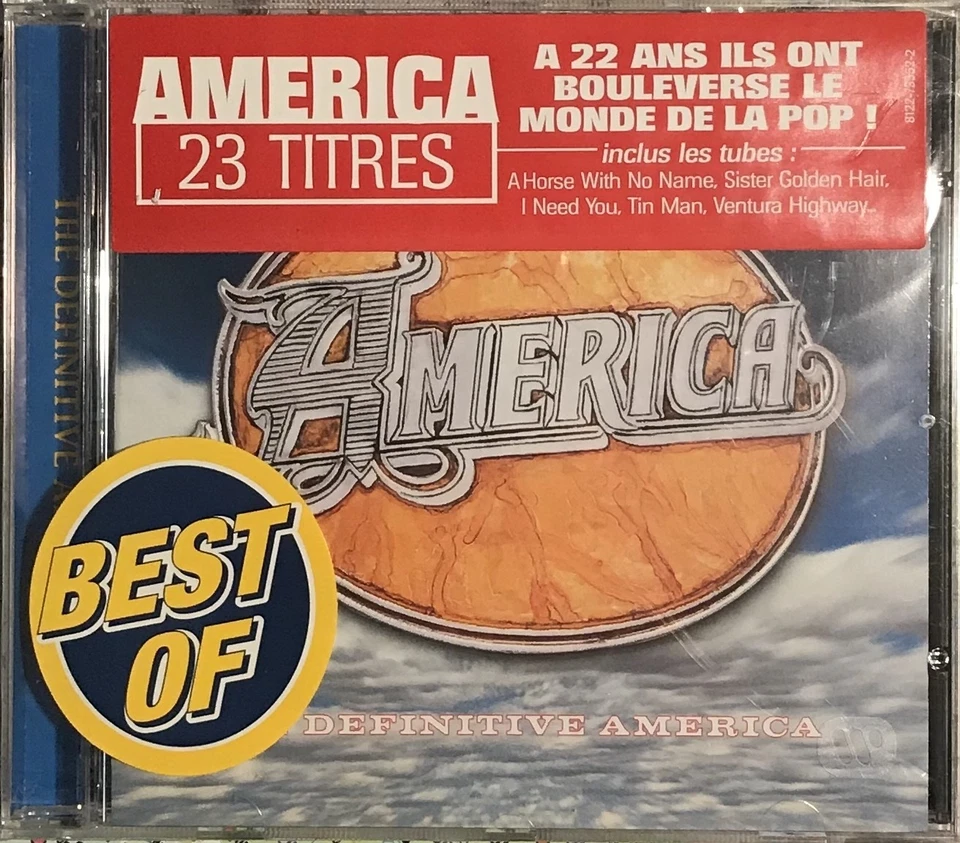 AMERICA
23 TITRES
A 22 ANS ILS ONT
BOULEVERSE LE
MONDE DE LA POP !
inclus les tubes :
A Horse With No Name, Sister Golden Hair,
I Need You, Tin Man, Ventura Highway...
THE DEFINITIVE
AMERICA
BEST
OF
DEFINITIVE AMERICA